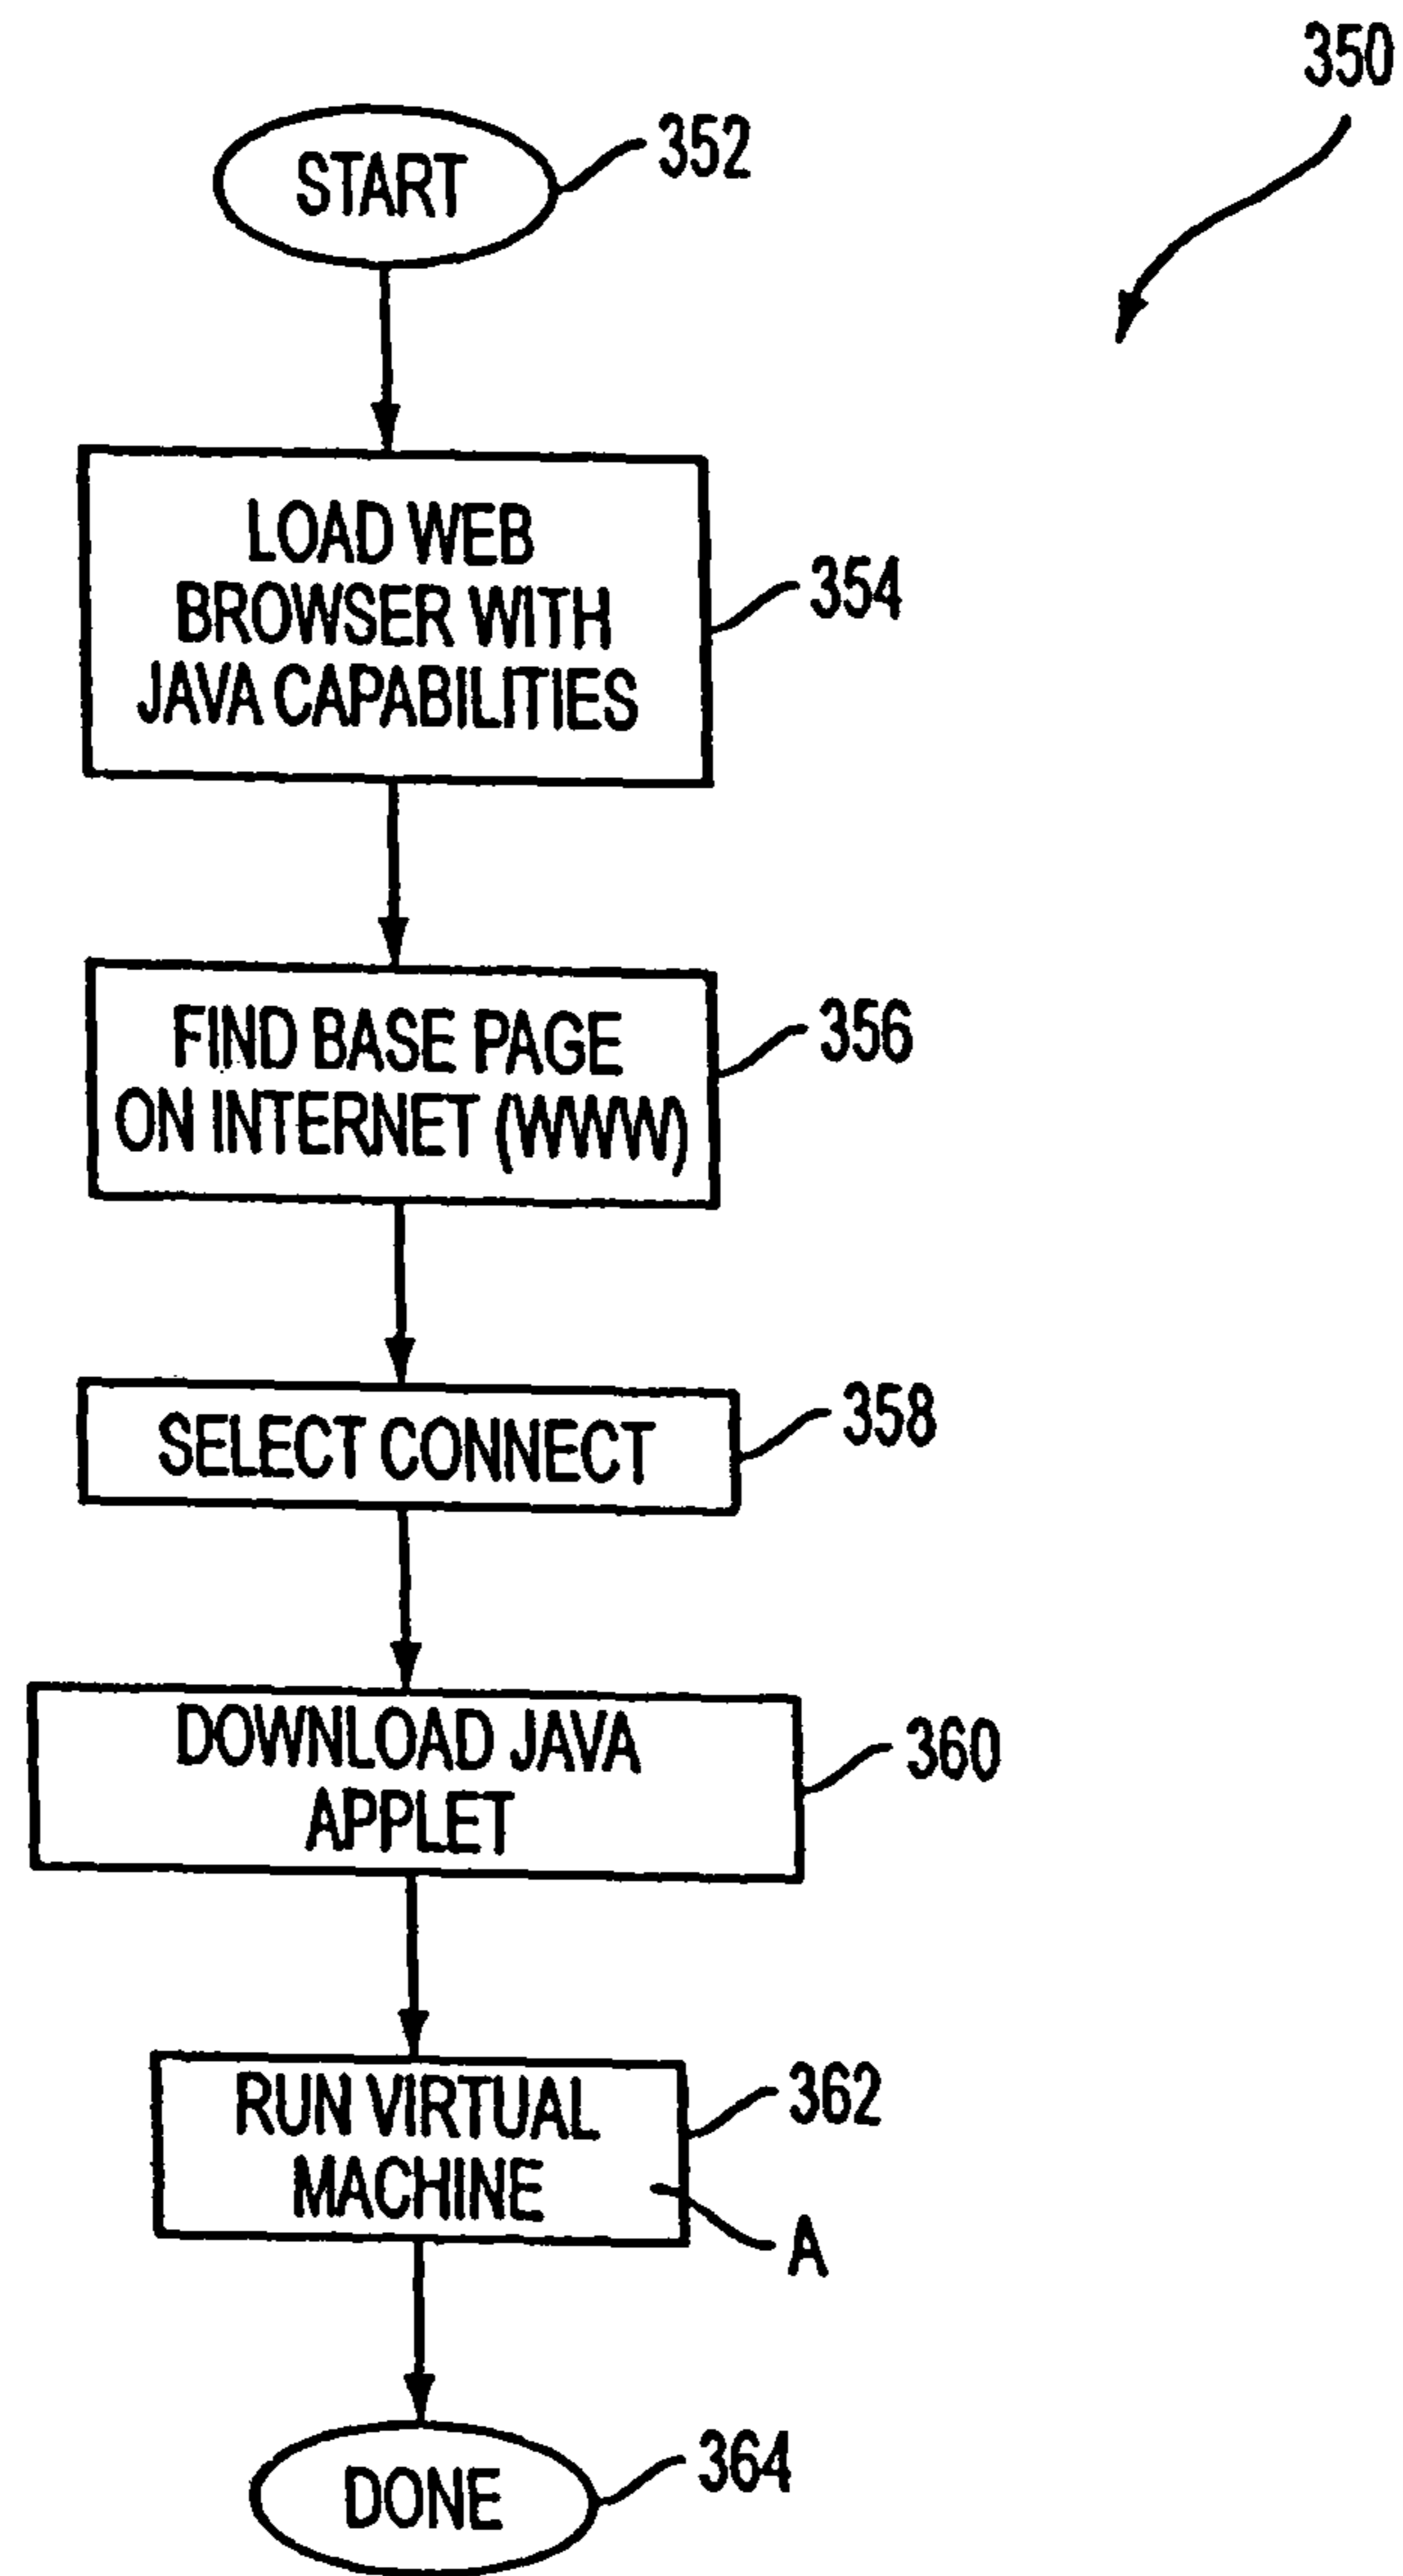 350
START
352
LOAD WEB
BROWSER WITH
JAVA CAPABILITIES
354
FIND BASE PAGE
ON INTERNET (WWW)
356
SELECT CONNECT
358
DOWNLOAD JAVA
APPLET
360
RUN VIRTUAL
MACHINE
362
A
DONE
364